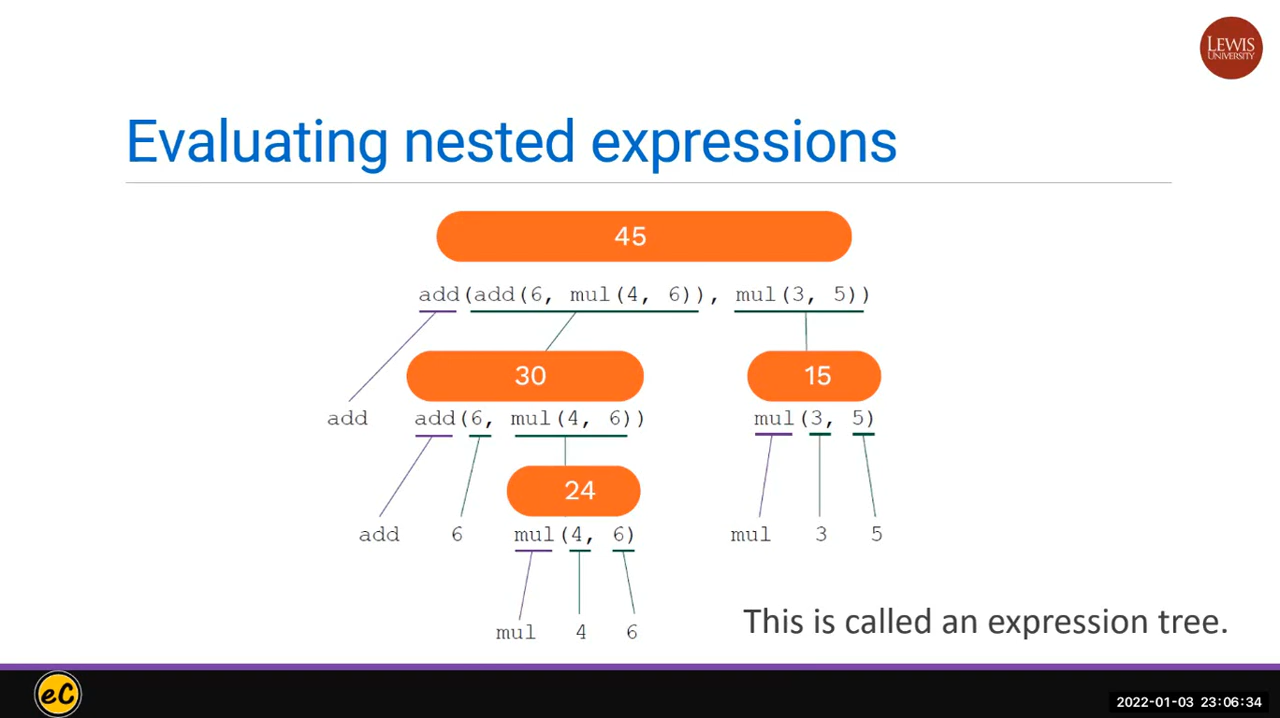 LEWIS
UNIVERSITY
Evaluating nested expressions
45
add(add(6, mul(4, 6)), mul(3, 5))
30
15
add
add(6, mul(4, 6))
mul(3, 5)
24
add
6
mul(4, 6)
mul
3
5
mul
4
6
This is called an expression tree.
eC
2022-01-03 23:06:34